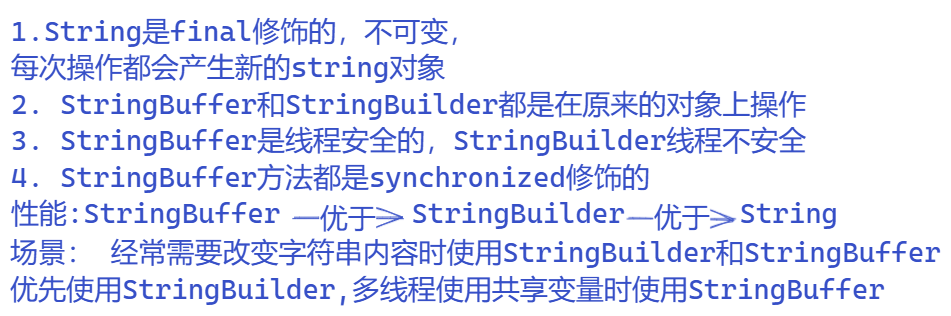 1.String是final修饰的，不可变，
每次操作都会产生新的string对象
2. StringBuffer和StringBuilder都是在原来的对象上操作
3. StringBuffer是线程安全的，StringBuilder线程不安全
4. StringBuffer方法都是synchronized修饰的
性能:StringBuffer —优于> StringBuilder—优于> String
场景： 经常需要改变字符串内容时使用StringBuilder和StringBuffer
优先使用StringBuilder,多线程使用共享变量时使用StringBuffer